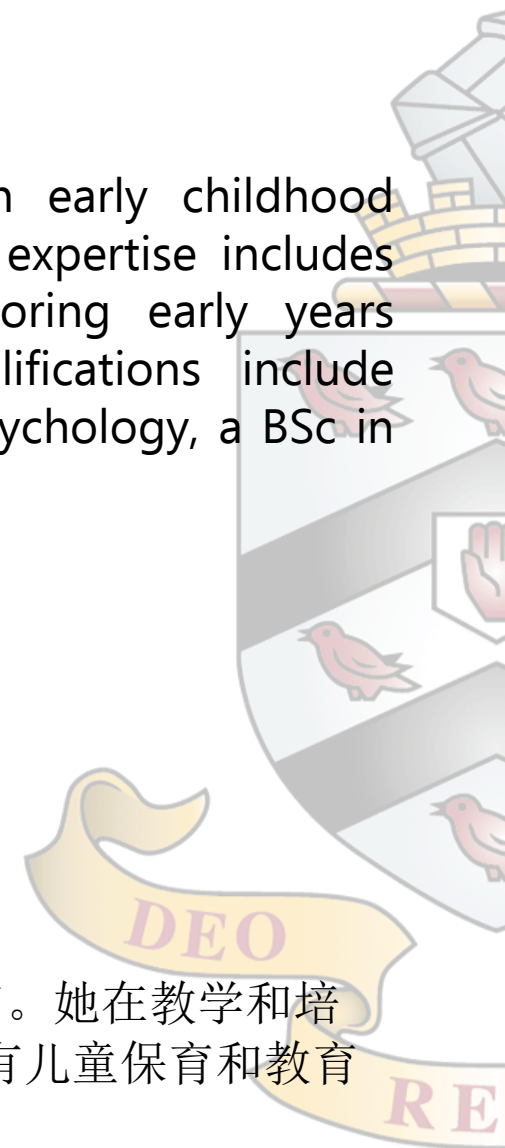 early childhood
expertise includes
oring early years
lifications include
ychology, a BSc in
DEO
。她在教学和培
有儿童保育和教育
RE